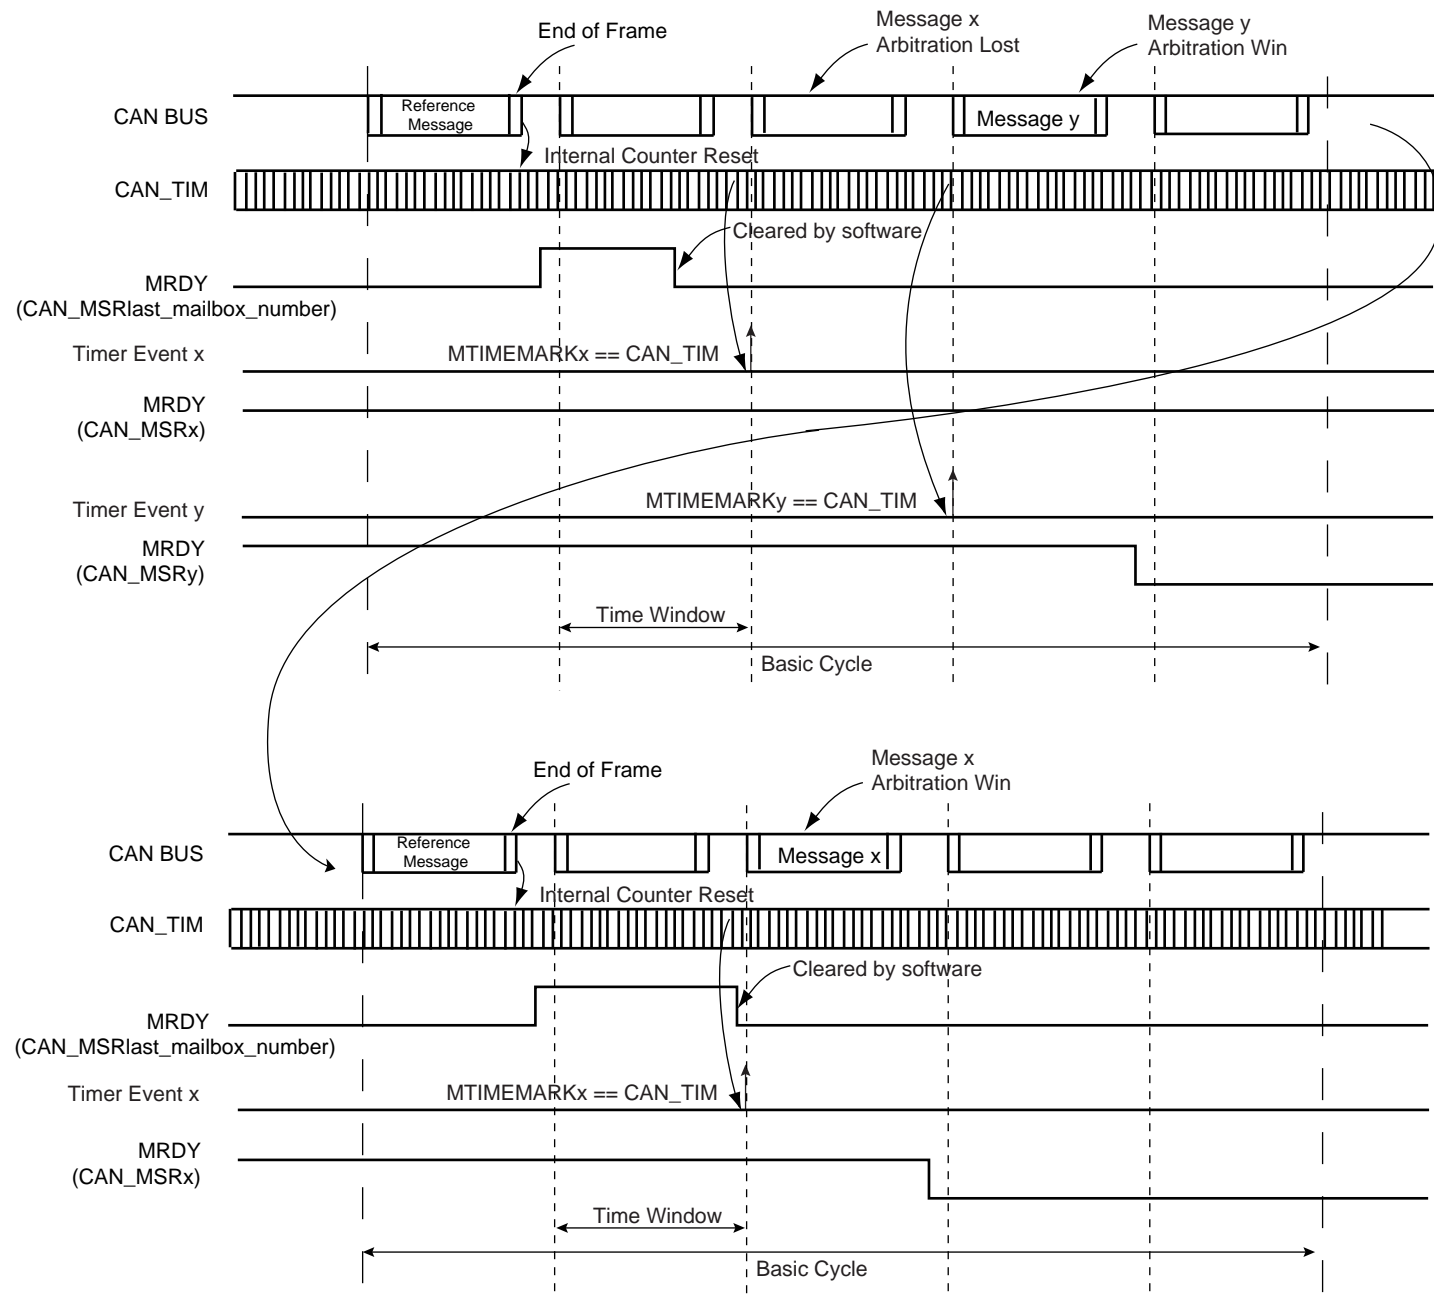 Message x
Arbitration Lost
Message y
Arbitration Win
End of Frame
CAN BUS
Reference
Message
Message y
Internal Counter Reset
CAN_TIM
Cleared by software
MRDY
(CAN_MSRlast_mailbox_number)
Timer Event x
MTIMEMARKx == CAN_TIM
MRDY
(CAN_MSRx)
Timer Event y
MTIMEMARKy == CAN_TIM
MRDY
(CAN_MSRy)
Time Window
Basic Cycle
Message x
Arbitration Win
End of Frame
CAN BUS
Reference
Message
Message x
Internal Counter Reset
CAN_TIM
Cleared by software
MRDY
(CAN_MSRlast_mailbox_number)
Timer Event x
MTIMEMARKx == CAN_TIM
MRDY
(CAN_MSRx)
Time Window
Basic Cycle